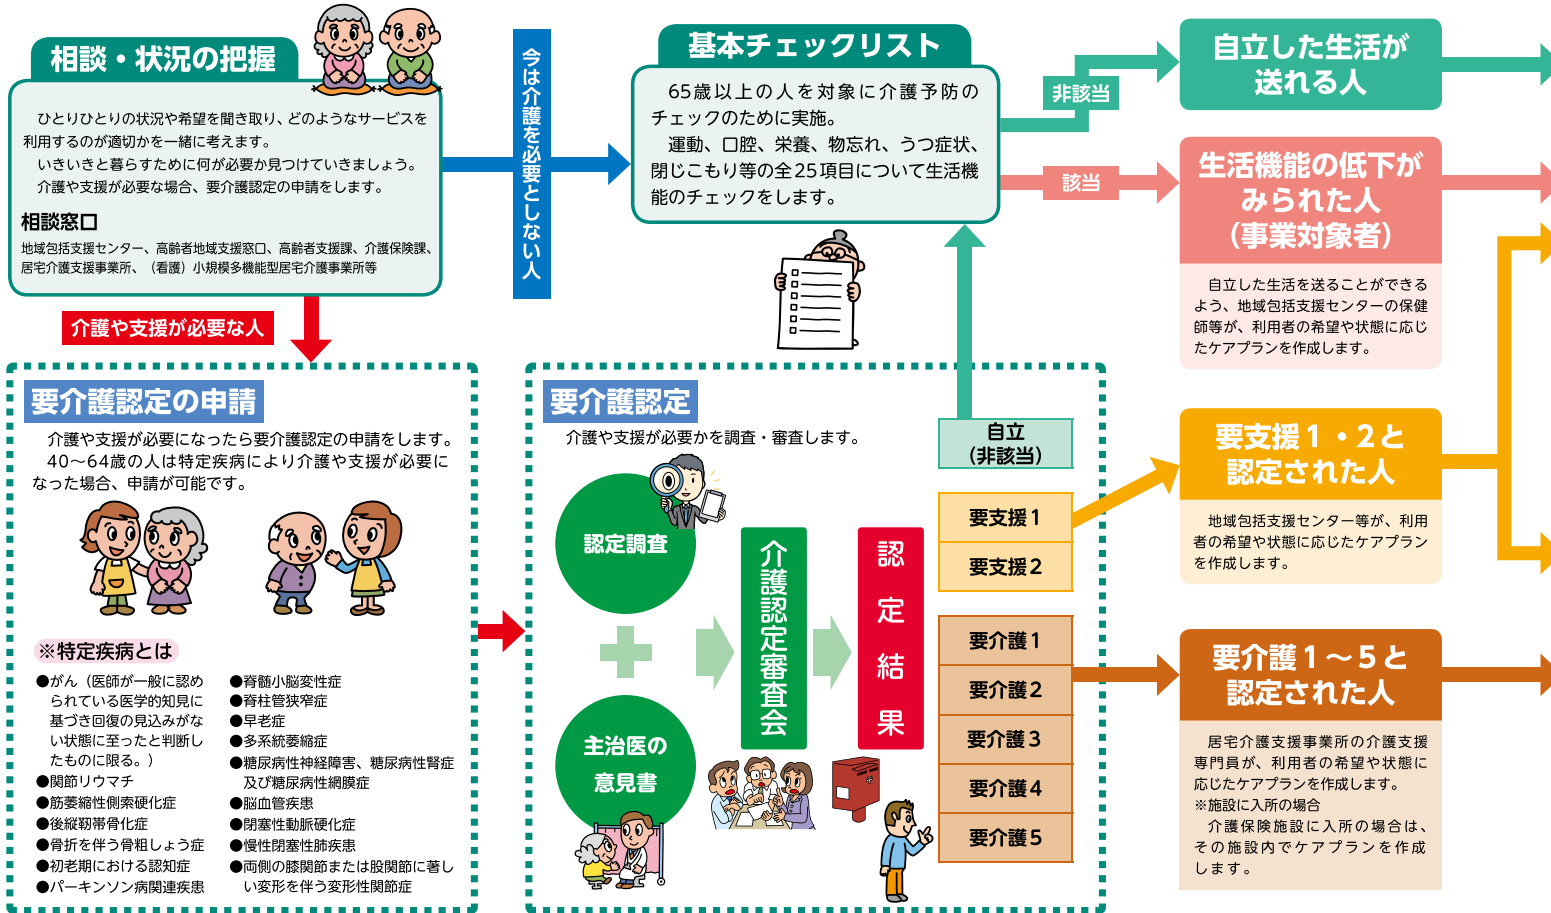 相談・状況の把握
ひとりひとりの状況や希望を聞き取り、どのようなサービスを
利用するのが適切かを一緒に考えます。
いきいきと暮らすために何が必要か見つけていきましょう。
介護や支援が必要な場合、要介護認定の申請をします。
相談窓口
地域包括支援センター、高齢者地域支援窓口、高齢者支援課、介護保険課、
居宅介護支援事業所、（看護）小規模多機能型居宅介護事業所等
今は介護を必要としない人
基本チェックリスト
65歳以上の人を対象に介護予防の
チェックのために実施。
運動、口腔、栄養、物忘れ、うつ症状、
閉じこもり等の全25項目について生活機
能のチェックをします。
非該当
該当
自立した生活が
送れる人
生活機能の低下が
みられた人
（事業対象者）
自立した生活を送ることができる
よう、地域包括支援センターの保健
師等が、利用者の希望や状態に応じ
たケアプランを作成します。
介護や支援が必要な人
要介護認定の申請
介護や支援が必要になったら要介護認定の申請をします。
40～64歳の人は特定疾病により介護や支援が必要に
なった場合、申請が可能です。
※特定疾病とは
●がん（医師が一般に認め
られている医学的知見に
基づき回復の見込みがな
い状態に至ったと判断し
たものに限る。）
●関節リウマチ
●筋萎縮性側索硬化症
●後縦靭帯骨化症
●骨折を伴う骨粗しょう症
●初老期における認知症
●パーキンソン病関連疾患
●脊髄小脳変性症
●脊柱管狭窄症
●早老症
●多系統萎縮症
●糖尿病性神経障害、糖尿病性腎症
及び糖尿病性網膜症
●脳血管疾患
●閉塞性動脈硬化症
●慢性閉塞性肺疾患
●両側の膝関節または股関節に著し
い変形を伴う変形性関節症
要介護認定
介護や支援が必要かを調査・審査します。
認定調査
主治医の
意見書
介護認定審査会
認定結果
自立
（非該当）
要支援1
要支援2
要介護1
要介護2
要介護3
要介護4
要介護5
要支援1・2と
認定された人
地域包括支援センター等が、利用
者の希望や状態に応じたケアプラン
を作成します。
要介護1～5と
認定された人
居宅介護支援事業所の介護支援
専門員が、利用者の希望や状態に
応じたケアプランを作成します。
※施設に入所の場合
介護保険施設に入所の場合は、
その施設内でケアプランを作成
します。